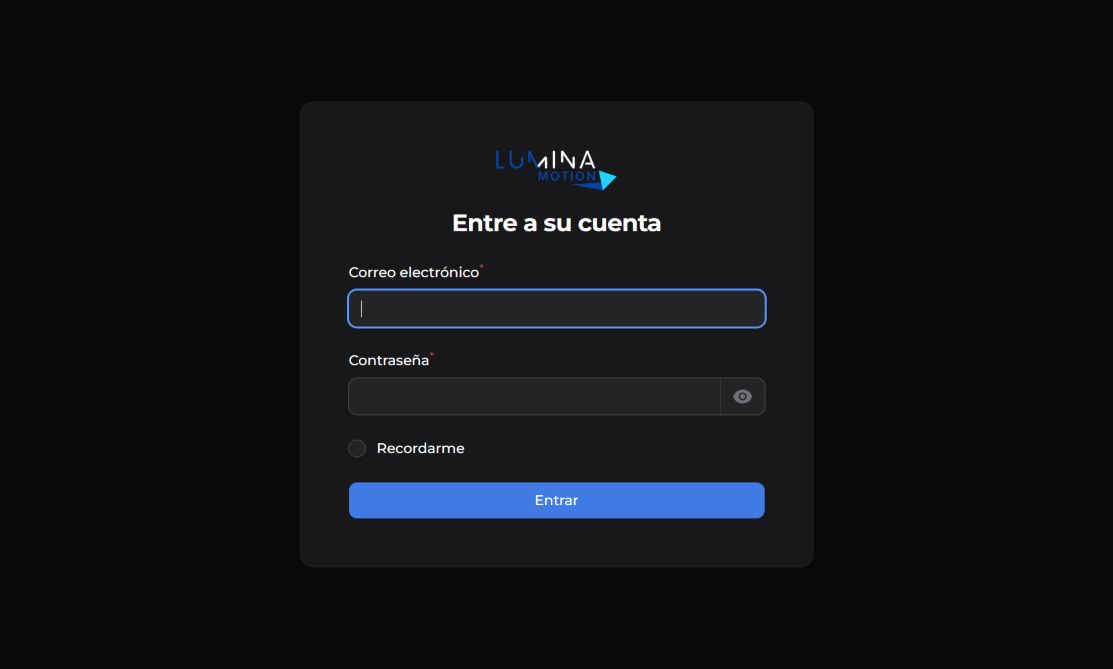 LUMINA
MOTION
Entre a su cuenta
Correo electrónico*
Contraseña*
Recordarme
Entrar